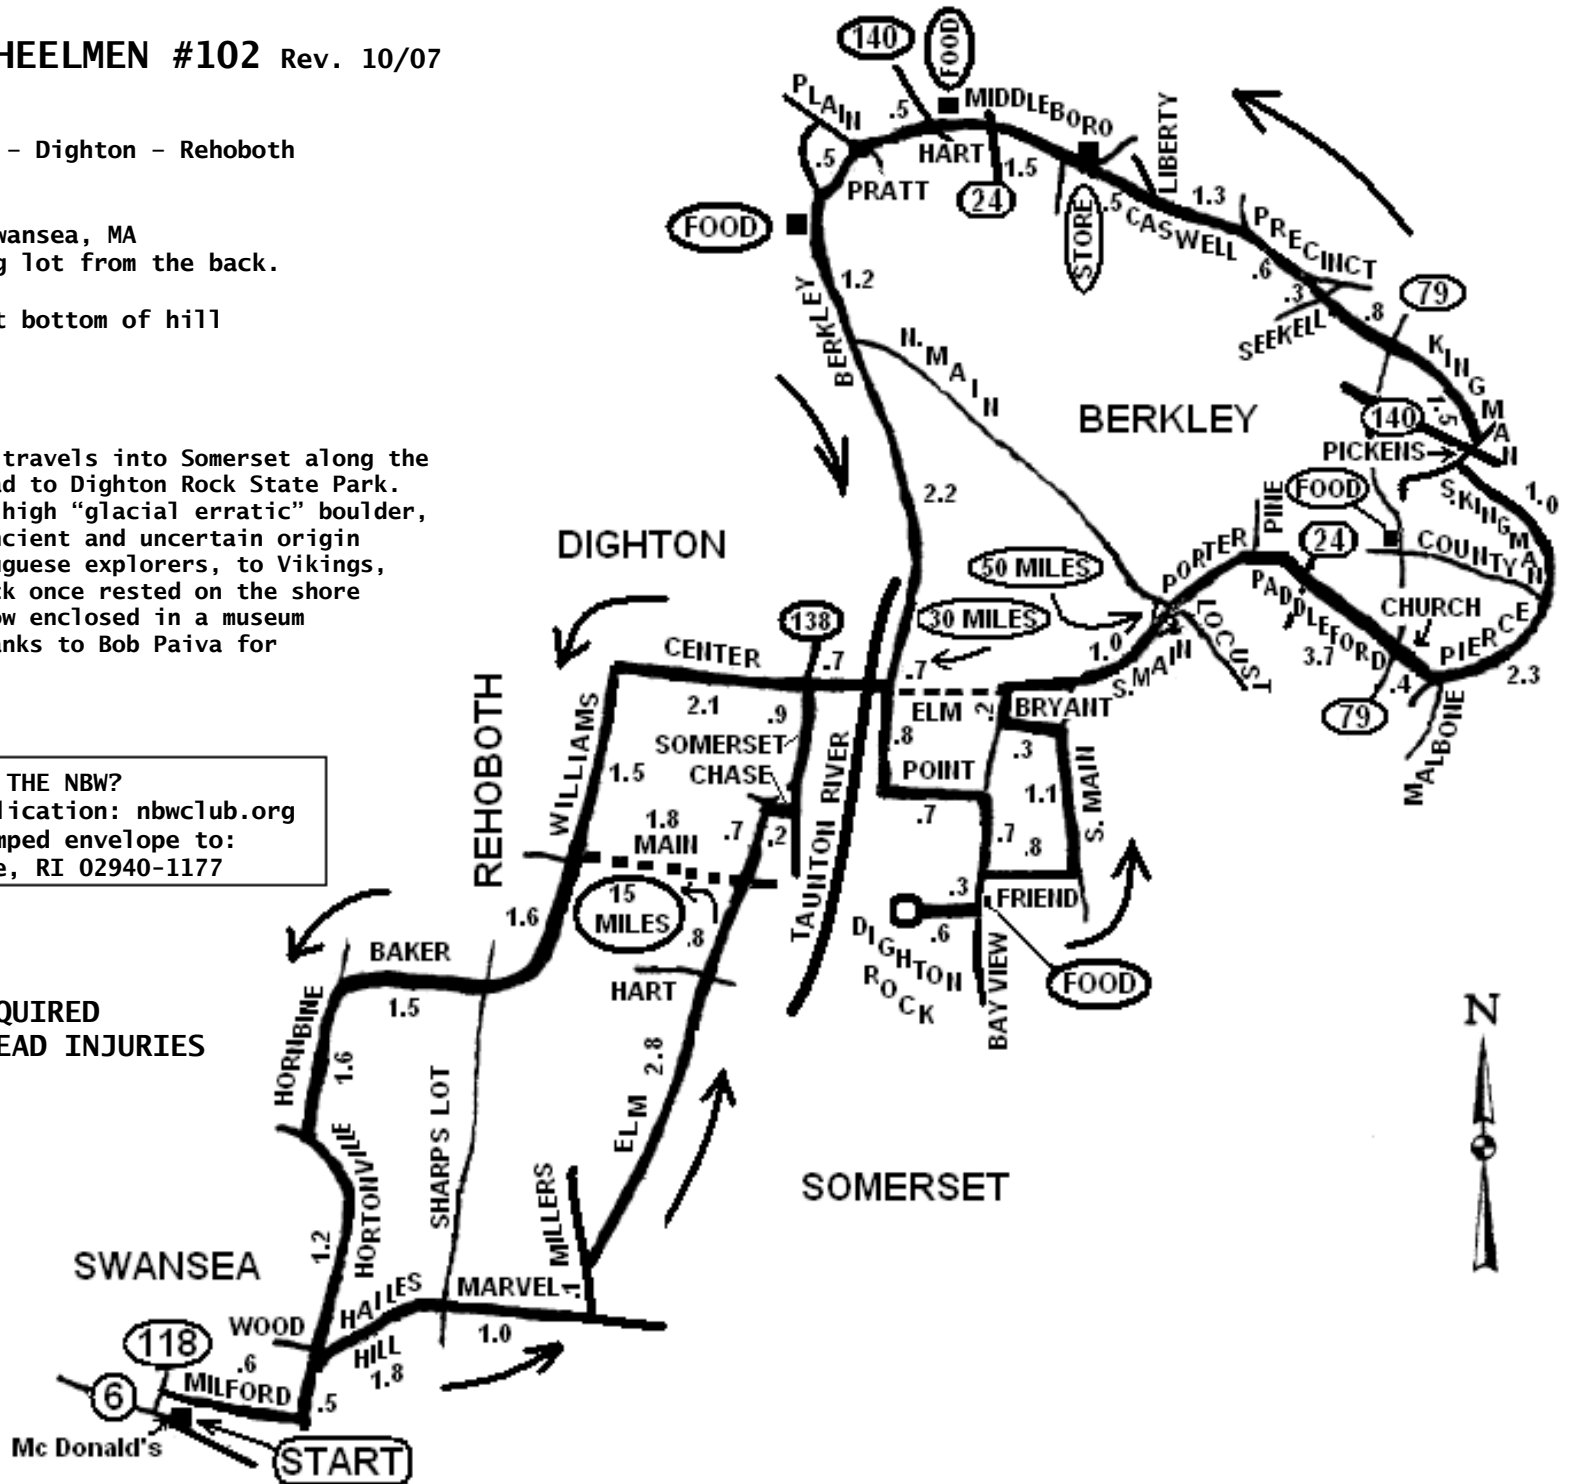 HEELMEN #102 Rev. 10/07
– Dighton – Rehoboth
wansea, MA
g lot from the back.
t bottom of hill
travels into Somerset along the
ad to Dighton Rock State Park.
high “glacial erratic” boulder,
ncient and uncertain origin
uguese explorers, to Vikings,
ck once rested on the shore
ow enclosed in a museum
anks to Bob Paiva for
THE NBW?
lication: nbwclub.org
mped envelope to:
e, RI 02940-1177
QUIRED
EAD INJURIES
140
FOOD
PLAIN
.5
MIDDLEBORO
HART
1.5
24
.5
PRATT
FOOD
STORE
.5
CASWELL
LIBERTY
1.3
PRECINCT
.6
.3
SEEKELL
.8
79
KINGMAN
1.5
140
PICKENS
1.2
BERKLEY
N. MAIN
BERKLEY
2.2
FOOD
S. KINGMAN
1.0
COUNTY
PINE
24
PORTER
PADDLEFORD
3.7
CHURCH
PIERCE
2.3
.4
79
MALBONE
LOCUST
DIGHTON
50 MILES
30 MILES
1.0
S. MAIN
138
CENTER
.7
.7
ELM
.2
BRYANT
2.1
.9
.8
.3
SOMERSET
CHASE
POINT
1.1
S. MAIN
REHOBOTH
WILLIAMS
1.5
1.8
MAIN
.7
.2
TAUNTON RIVER
.7
.7
.8
15
MILES
.8
.3
FRIEND
.6
DIGHTON
ROCK
BAY VIEW
FOOD
1.6
BAKER
1.5
HART
HORNBINE
1.6
2.8
ELM
SHARPS LOT
HORTONVILLE
1.2
MILLERS
SOMERSET
N
SWANSEA
HAILES
HILL
1.8
MARVEL
.1
1.0
WOOD
118
.6
MILFORD
.5
6
Mc Donald's
START